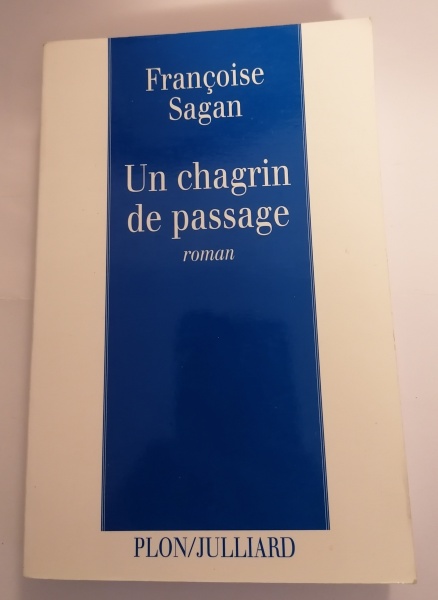 Françoise
Sagan
Un chagrin
de passage
roman
PLON/JULLIARD